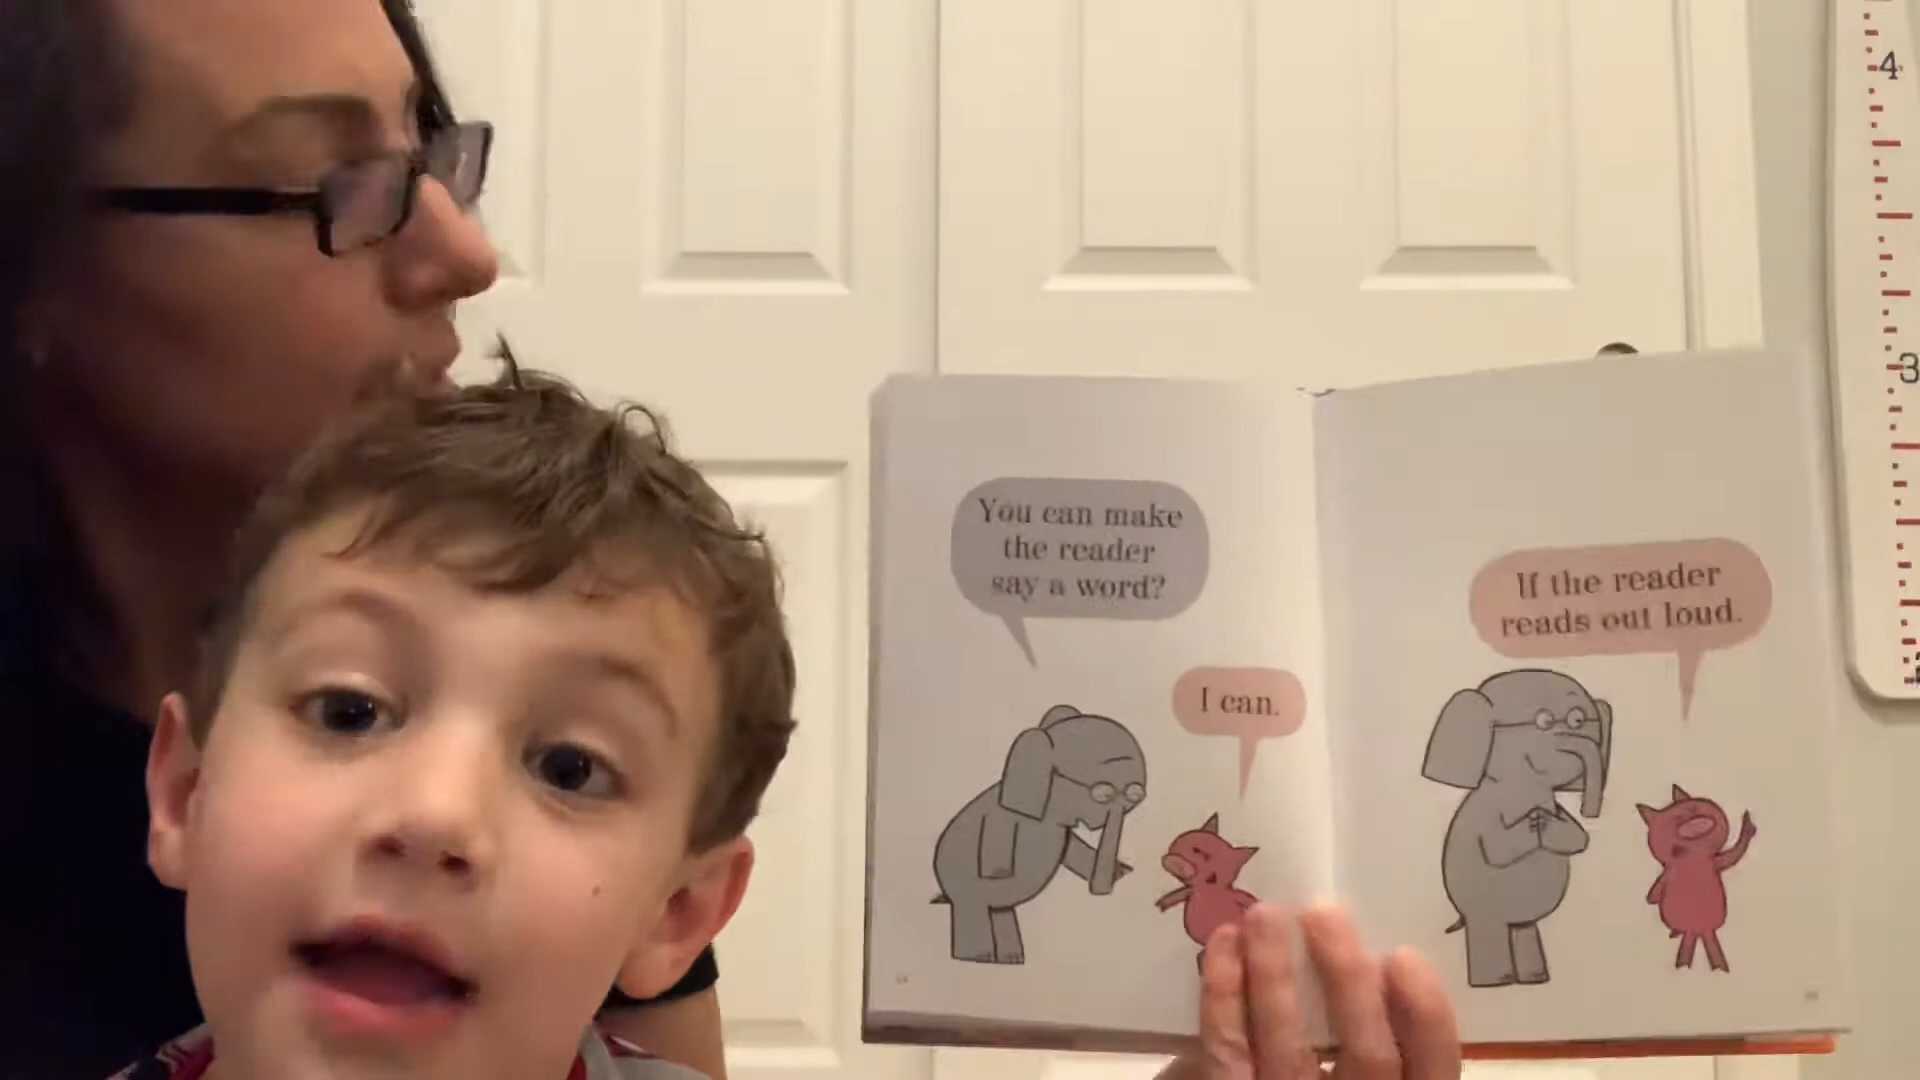 You can make
the reader
say a word?
I can.
If the reader
reads out loud.
4
3